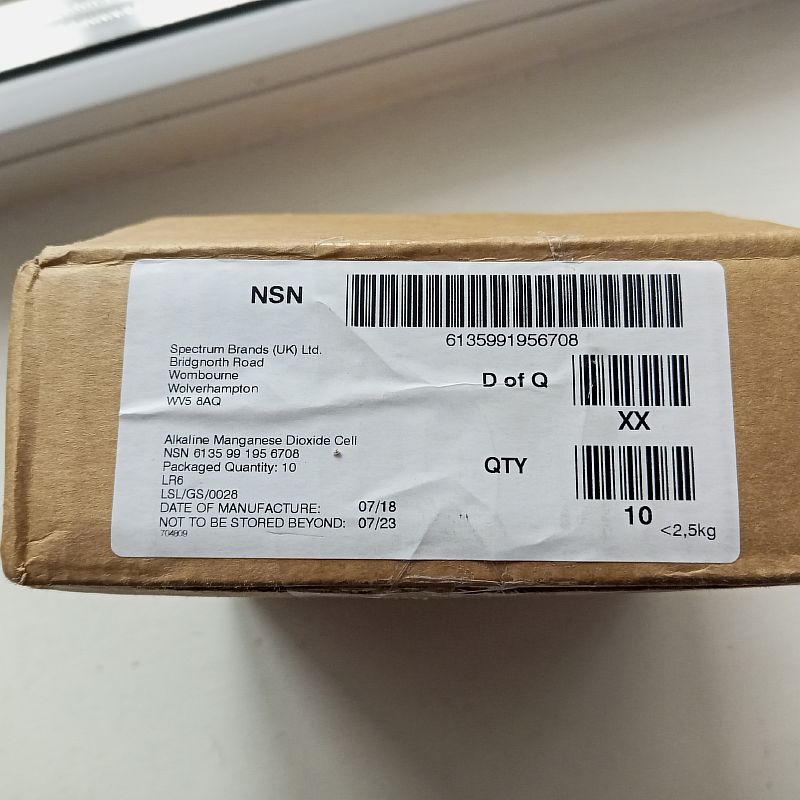 NSN
6135991956708
Spectrum Brands (UK) Ltd.
Bridgnorth Road
Wombourne
Wolverhampton
WV5 8AQ
D of Q
XX
Alkaline Manganese Dioxide Cell
NSN 6135 99 195 6708
Packaged Quantity: 10
LR6
LSL/GS/0028
DATE OF MANUFACTURE: 07/18
NOT TO BE STORED BEYOND: 07/23
QTY
10
<2,5kg